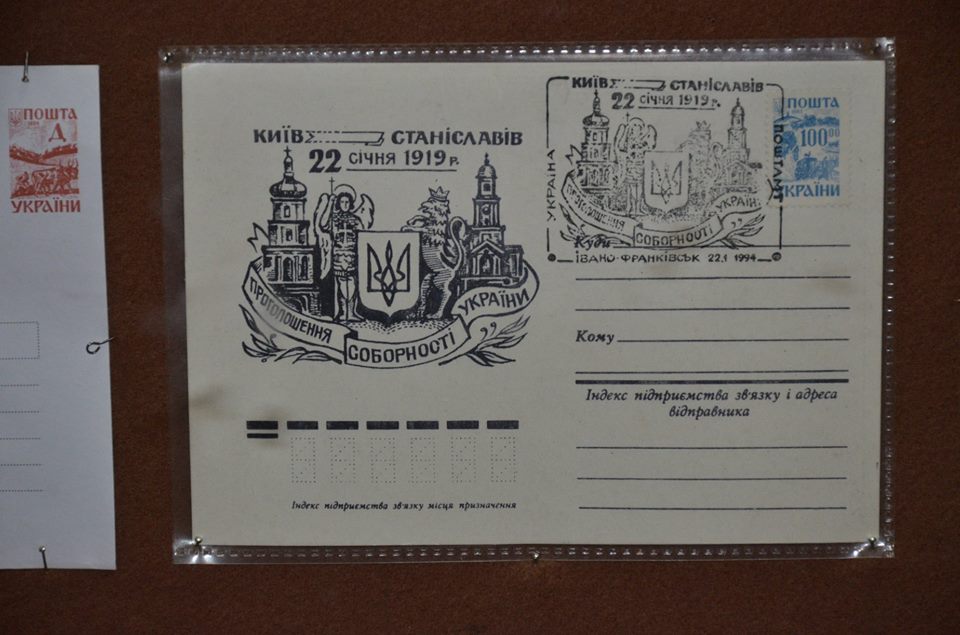 ПОШТА
Д
УКРАЇНИ
КИЇВ СТАНІСЛАВІВ
22 СІЧНЯ 1919 Р.
ПРОГОЛОШЕННЯ
СОБОРНОСТІ
УКРАЇНИ
КИЇВ СТАНІСЛАВІВ
22 СІЧНЯ 1919 р.
УКРАЇНА
ПРОГОЛОШЕННЯ
СОБОРНОСТІ
УКРАЇНИ
ПОШТАМТ
ІВАНО-ФРАНКІВСЬК 22.1 1994
ПОШТА
100 00
УКРАЇНИ
Куди
Кому
Індекс підприємства зв'язку і адреса
відправника
Індекс підприємства зв'язку місця призначення